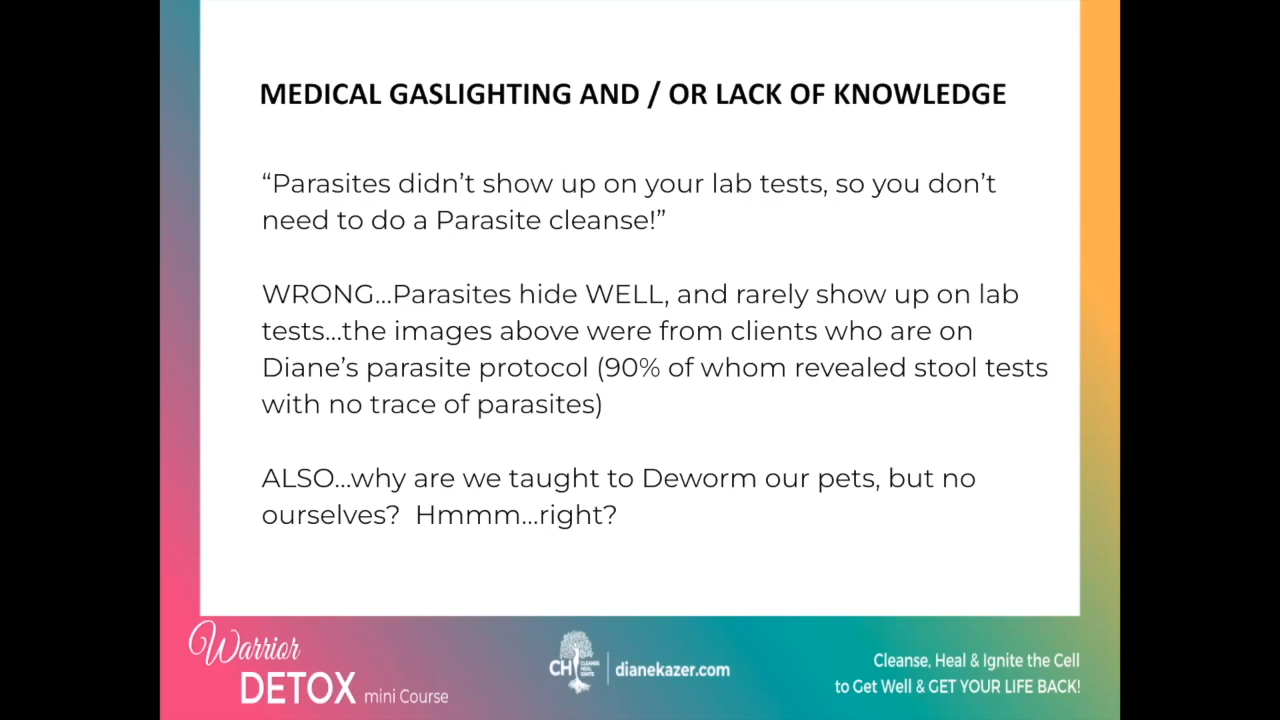 MEDICAL GASLIGHTING AND / OR LACK OF KNOWLEDGE
“Parasites didn’t show up on your lab tests, so you don’t
need to do a Parasite cleanse!”
WRONG...Parasites hide WELL, and rarely show up on lab
tests...the images above were from clients who are on
Diane’s parasite protocol (90% of whom revealed stool tests
with no trace of parasites)
ALSO...why are we taught to Deworm our pets, but no
ourselves?  Hmmm...right?
Warrior
DETOX mini Course
CHI CLEANSE
HEAL
IGNITE
dianekazer.com
Cleanse, Heal & Ignite the Cell
to Get Well & GET YOUR LIFE BACK!